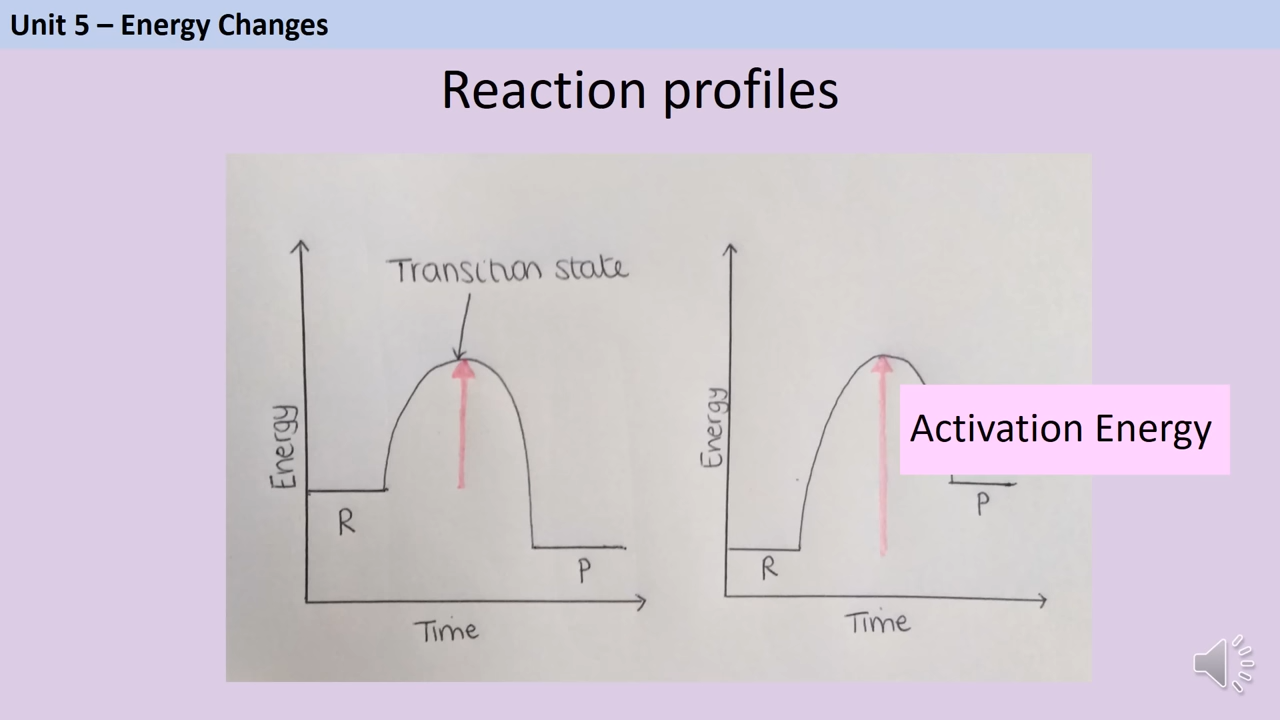 Unit 5 – Energy Changes
Reaction profiles
Transition state
Energy
R
P
Time
Energy
Activation Energy
R
P
Time